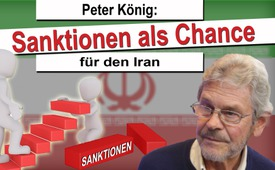 Peter König:
Sanktionen als Chance
für den Iran
SANKTIONEN